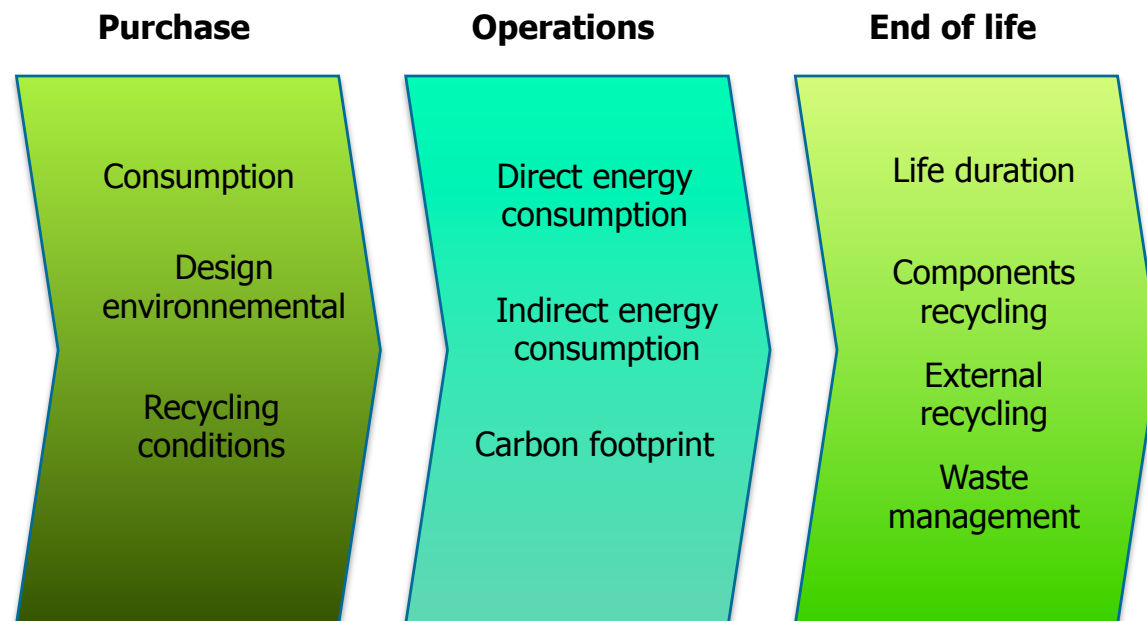 Purchase
Operations
End of life
Consumption
Design
environnemental
Recycling
conditions
Direct energy
consumption
Indirect energy
consumption
Carbon footprint
Life duration
Components
recycling
External
recycling
Waste
management